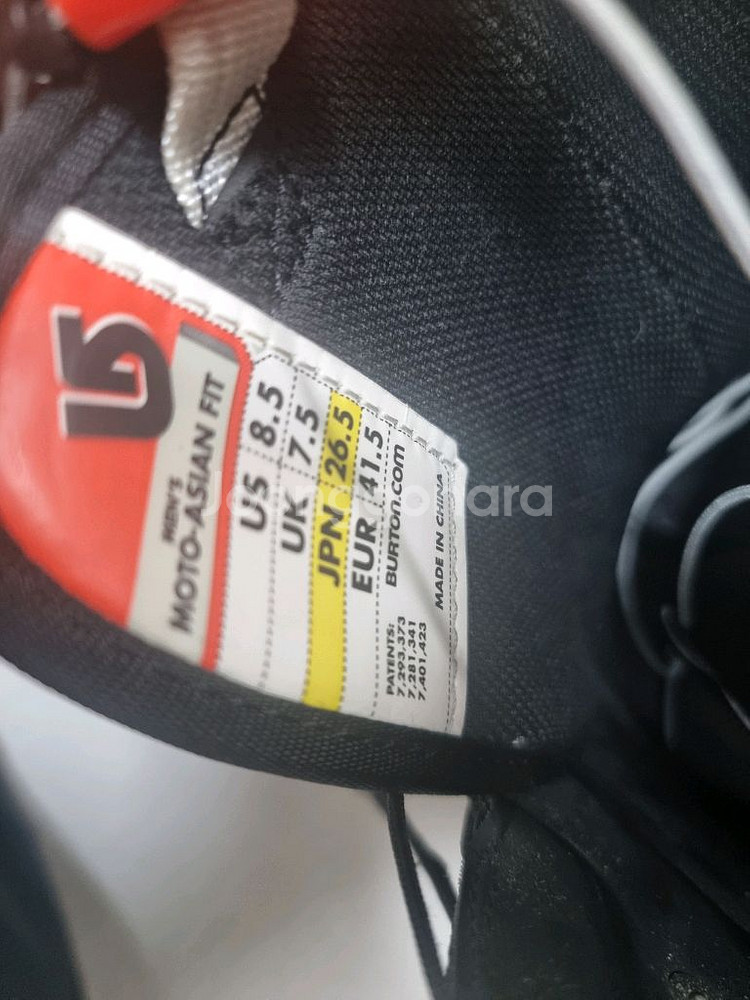 MEN'S
MOTO-ASIAN FIT
US 8.5
UK 7.5
JPN 26.5
EUR 41.5
BURTON.COM
MADE IN CHINA
PATENTS:
7,293,373
7,281,341
7,401,423